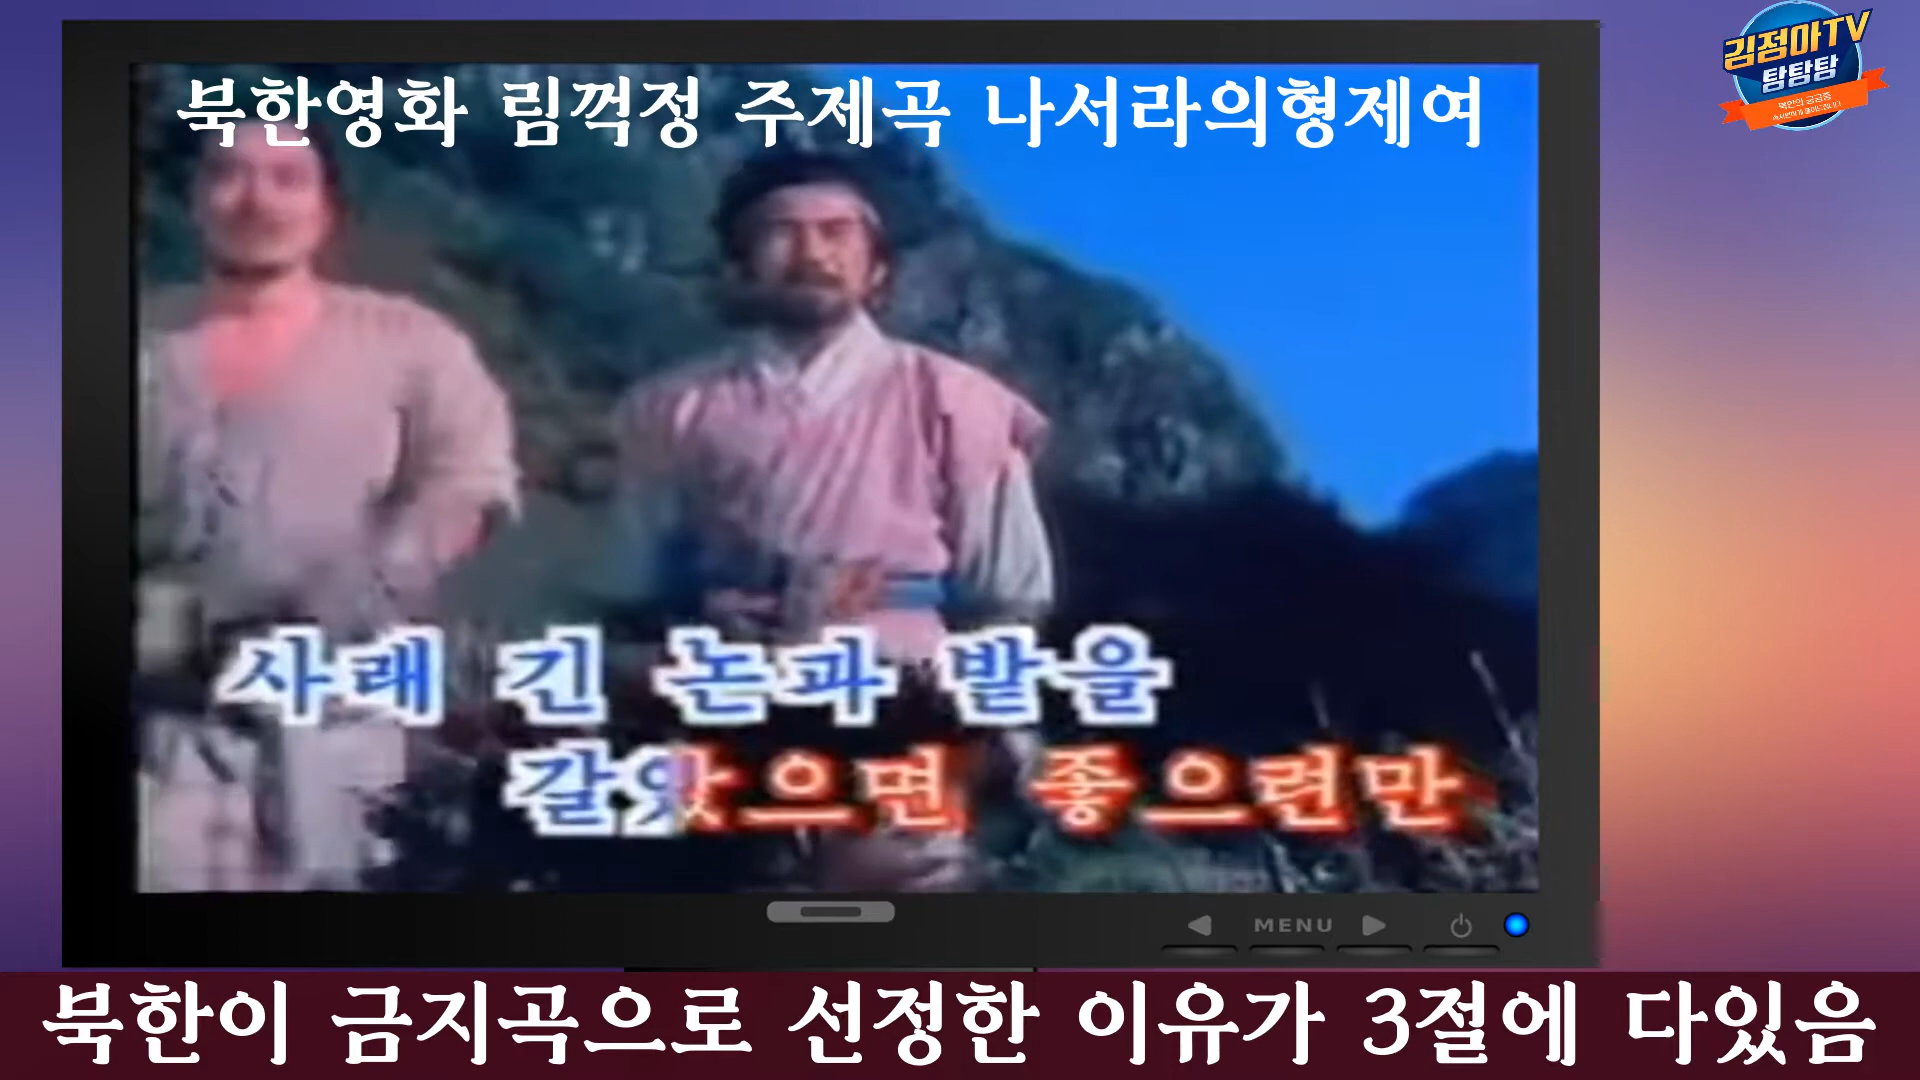 북한영화 림꺽정 주제곡 나서라의형제여
김정아TV
탐탐탐
사래 긴 논과 밭을
갈았으면 좋으련만
MENU
북한이 금지곡으로 선정한 이유가 3절에 다있음